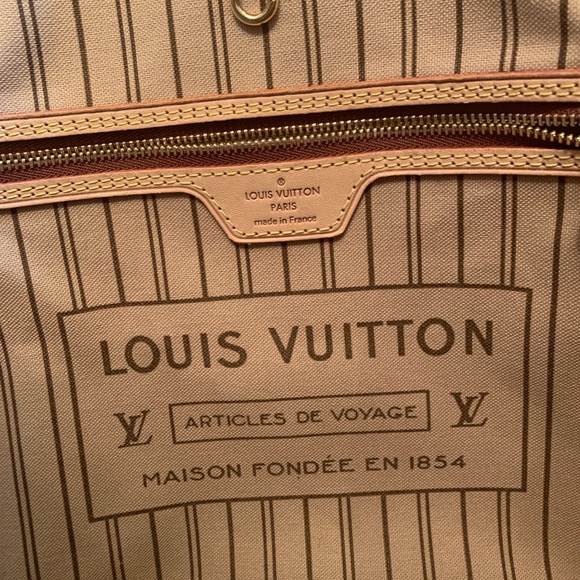 ®
LOUIS VUITTON
PARIS
made in France
LOUIS VUITTON
LV ARTICLES DE VOYAGE LV
MAISON FONDÉE EN 1854